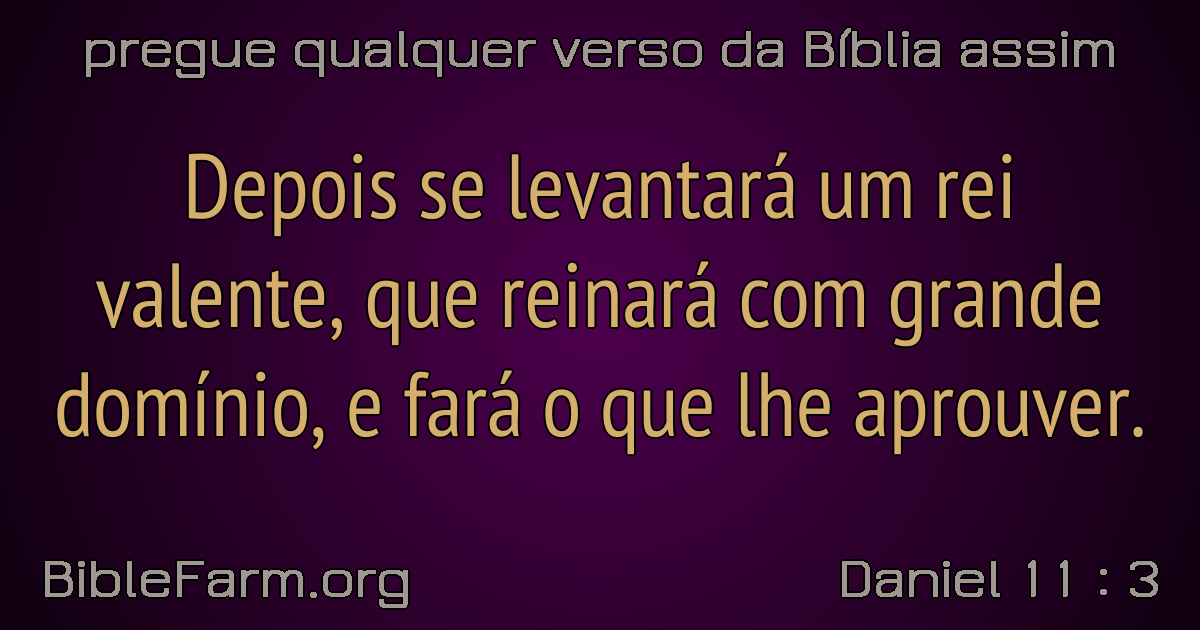 pregue qualquer verso da Bíblia assim
Depois se levantará um rei
valente, que reinará com grande
domínio, e fará o que lhe aprouver.
BibleFarm.org
Daniel 11 : 3